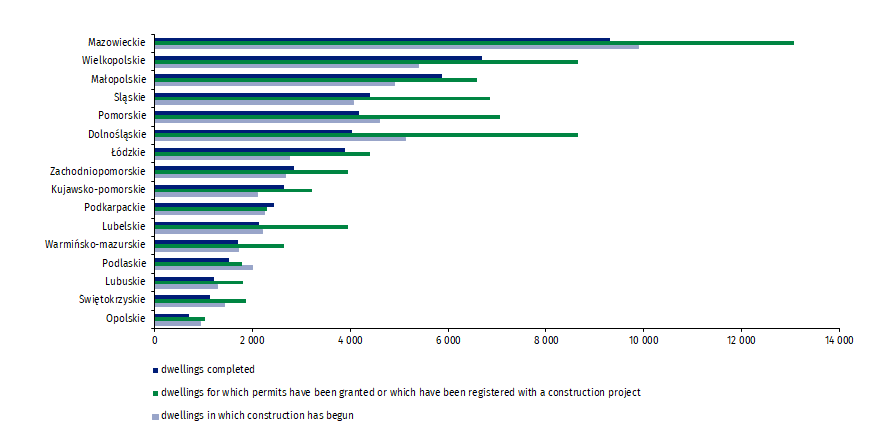 Mazowieckie
Wielkopolskie
Małopolskie
Sląskie
Pomorskie
Dolnośląskie
Łódzkie
Zachodniopomorskie
Kujawsko-pomorskie
Podkarpackie
Lubelskie
Warmińsko-mazurskie
Podlaskie
Lubuskie
Swiętokrzyskie
Opolskie
0 2 000 4 000 6 000 8 000 10 000 12 000 14 000
dwellings completed
dwellings for which permits have been granted or which have been registered with a construction project
dwellings in which construction has begun